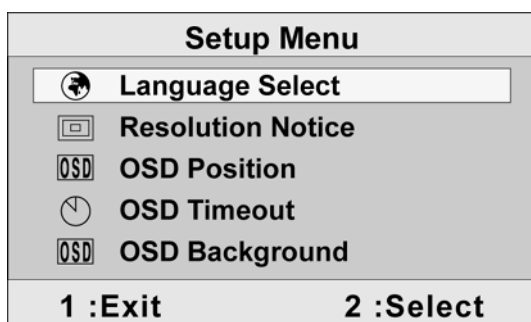 Setup Menu
Language Select
Resolution Notice
OSD OSD Position
OSD Timeout
OSD OSD Background
1 :Exit 2 :Select